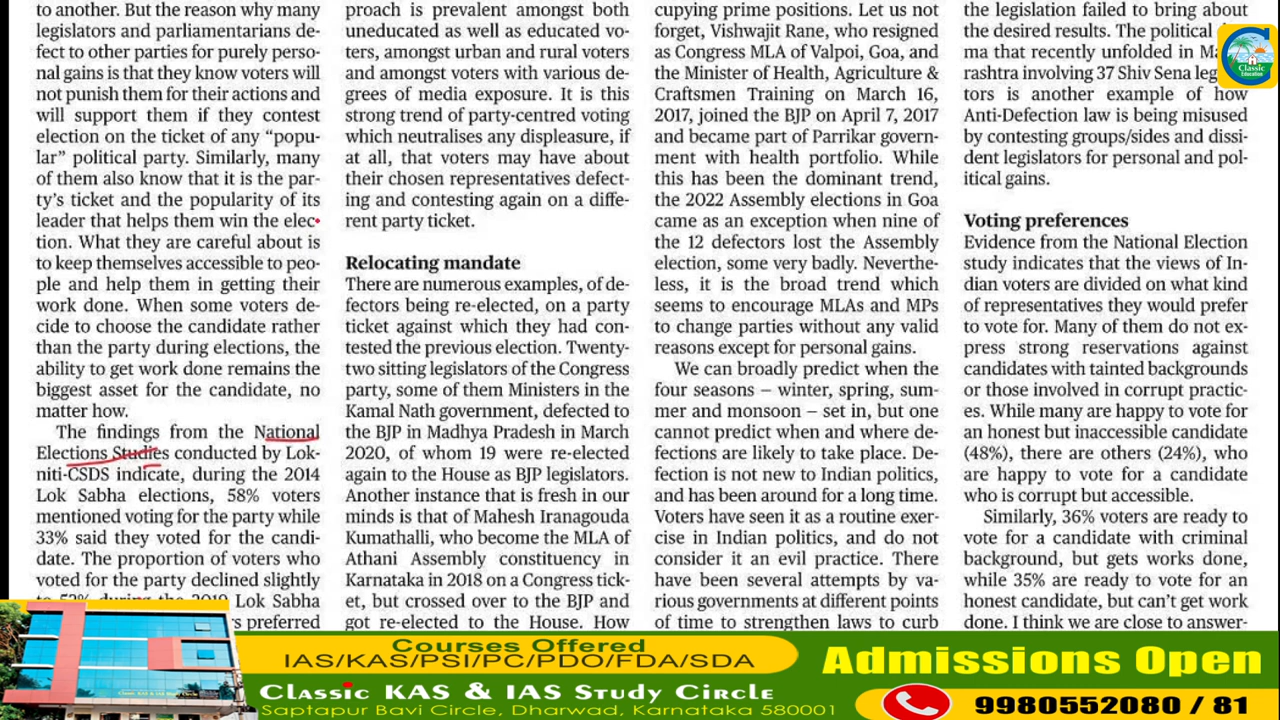 to another. But the reason why many
legislators and parliamentarians de-
fect to other parties for purely perso-
nal gains is that they know voters will
not punish them for their actions and
will support them if they contest
election on the ticket of any “popu-
lar” political party. Similarly, many
of them also know that it is the par-
ty’s ticket and the popularity of its
leader that helps them win the elec-
tion. What they are careful about is
to keep themselves accessible to peo-
ple and help them in getting their
work done. When some voters de-
cide to choose the candidate rather
than the party during elections, the
ability to get work done remains the
biggest asset for the candidate, no
matter how.
The findings from the National
Elections Studies conducted by Lok-
niti-CSDS indicate, during the 2014
Lok Sabha elections, 58% voters
mentioned voting for the party while
33% said they voted for the candi-
date. The proportion of voters who
voted for the party declined slightly
Lok Sabha
preferred
proach is prevalent amongst both
uneducated as well as educated vo-
ters, amongst urban and rural voters
and amongst voters with various de-
grees of media exposure. It is this
strong trend of party-centred voting
which neutralises any displeasure, if
at all, that voters may have about
their chosen representatives defect-
ing and contesting again on a diffe-
rent party ticket.
Relocating mandate
There are numerous examples, of de-
fectors being re-elected, on a party
ticket against which they had con-
tested the previous election. Twenty-
two sitting legislators of the Congress
party, some of them Ministers in the
Kamal Nath government, defected to
the BJP in Madhya Pradesh in March
2020, of whom 19 were re-elected
again to the House as BJP legislators.
Another instance that is fresh in our
minds is that of Mahesh Iranagouda
Kumathalli, who become the MLA of
Athani Assembly constituency in
Karnataka in 2018 on a Congress tick-
et, but crossed over to the BJP and
got re-elected to the House. How
cupying prime positions. Let us not
forget, Vishwajit Rane, who resigned
as Congress MLA of Valpoi, Goa, and
the Minister of Health, Agriculture &
Craftsmen Training on March 16,
2017, joined the BJP on April 7, 2017
and became part of Parrikar govern-
ment with health portfolio. While
this has been the dominant trend,
the 2022 Assembly elections in Goa
came as an exception when nine of
the 12 defectors lost the Assembly
election, some very badly. Neverthe-
less, it is the broad trend which
seems to encourage MLAs and MPs
to change parties without any valid
reasons except for personal gains.
We can broadly predict when the
four seasons – winter, spring, sum-
mer and monsoon – set in, but one
cannot predict when and where de-
fections are likely to take place. De-
fection is not new to Indian politics,
and has been around for a long time.
Voters have seen it as a routine exer-
cise in Indian politics, and do not
consider it an evil practice. There
have been several attempts by va-
rious governments at different points
of time to strengthen laws to curb
the legislation failed to bring about
the desired results. The political
that recently unfolded in
rashtra involving 37 Shiv Sena
tors is another example of how
Anti-Defection law is being misused
by contesting groups/sides and dissi-
dent legislators for personal and pol-
itical gains.
Voting preferences
Evidence from the National Election
study indicates that the views of In-
dian voters are divided on what kind
of representatives they would prefer
to vote for. Many of them do not ex-
press strong reservations against
candidates with tainted backgrounds
or those involved in corrupt practic-
es. While many are happy to vote for
an honest but inaccessible candidate
(48%), there are others (24%), who
are happy to vote for a candidate
who is corrupt but accessible.
Similarly, 36% voters are ready to
vote for a candidate with criminal
background, but gets works done,
while 35% are ready to vote for an
honest candidate, but can’t get work
done. I think we are close to answer-
Classic
Education
Courses Offered
IAS/KAS/PSI/PC/PDO/FDA/SDA
Classic KAS & IAS Study Circle
Saptapur Bavi Circle, Dharwad, Karnataka 580001
Admissions Open
9980552080 / 81